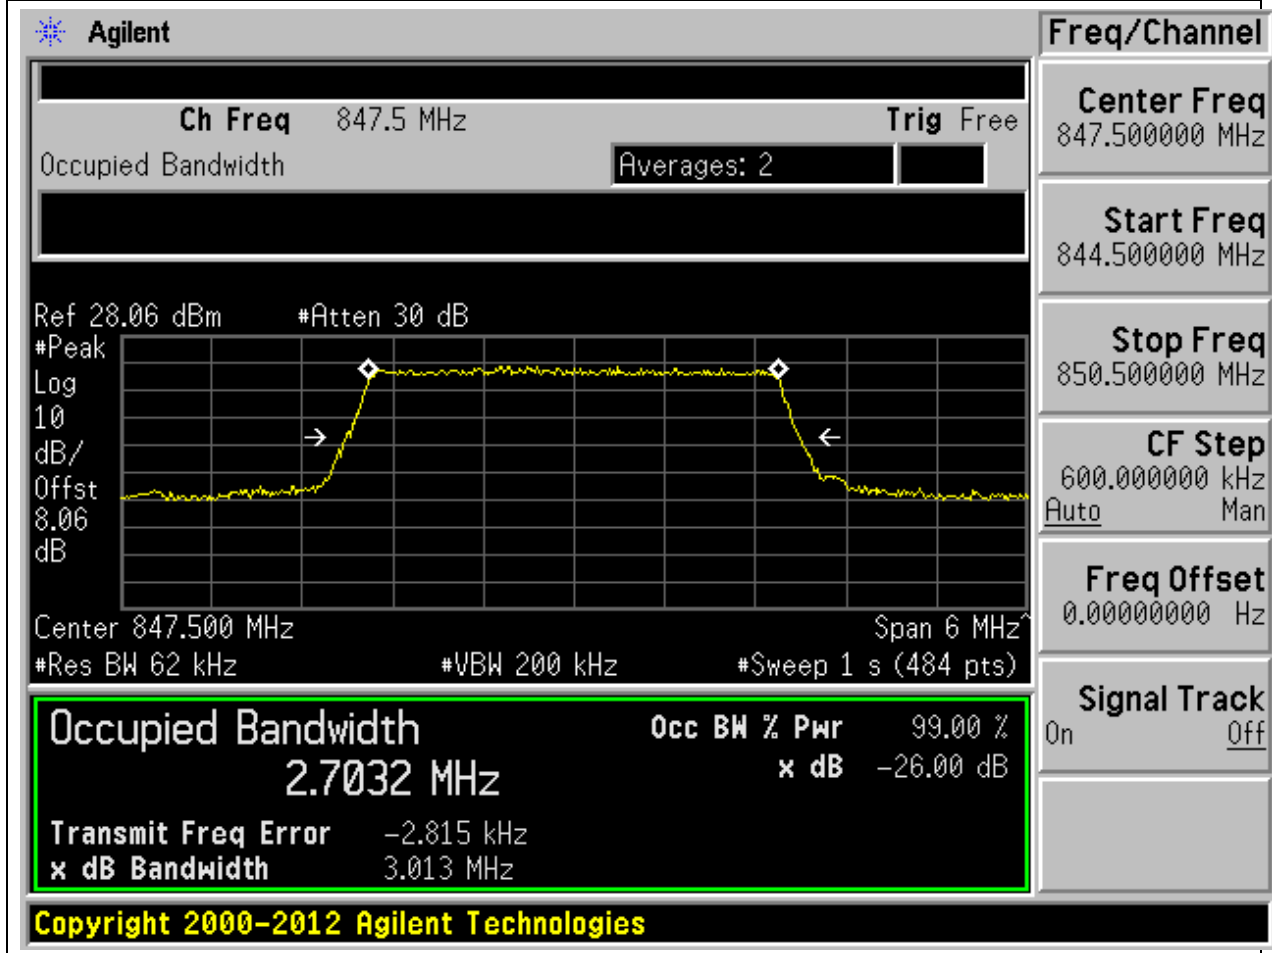 Agilent
Freq/Channel
Ch Freq 847.5 MHz Trig Free
Occupied Bandwidth Averages: 2
Center Freq
847.500000 MHz
Start Freq
844.500000 MHz
Stop Freq
850.500000 MHz
CF Step
600.000000 kHz
Auto Man
Freq Offset
0.00000000 Hz
Signal Track
On Off
Ref 28.06 dBm #Atten 30 dB
#Peak
Log
10
dB/
Offst
8.06
dB
Center 847.500 MHz Span 6 MHz^
#Res BW 62 kHz #VBW 200 kHz #Sweep 1 s (484 pts)
Occupied Bandwidth Occ BW % Pwr 99.00 %
2.7032 MHz x dB -26.00 dB
Transmit Freq Error -2.815 kHz
x dB Bandwidth 3.013 MHz
Copyright 2000-2012 Agilent Technologies